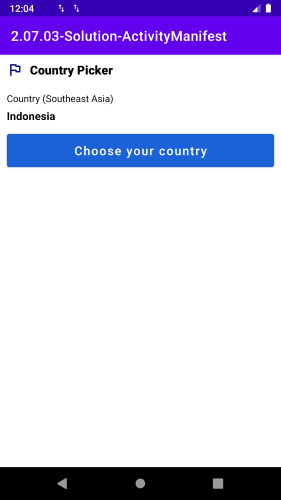 12:04
2.07.03-Solution-ActivityManifest
Country Picker
Country (Southeast Asia)
Indonesia
Choose your country